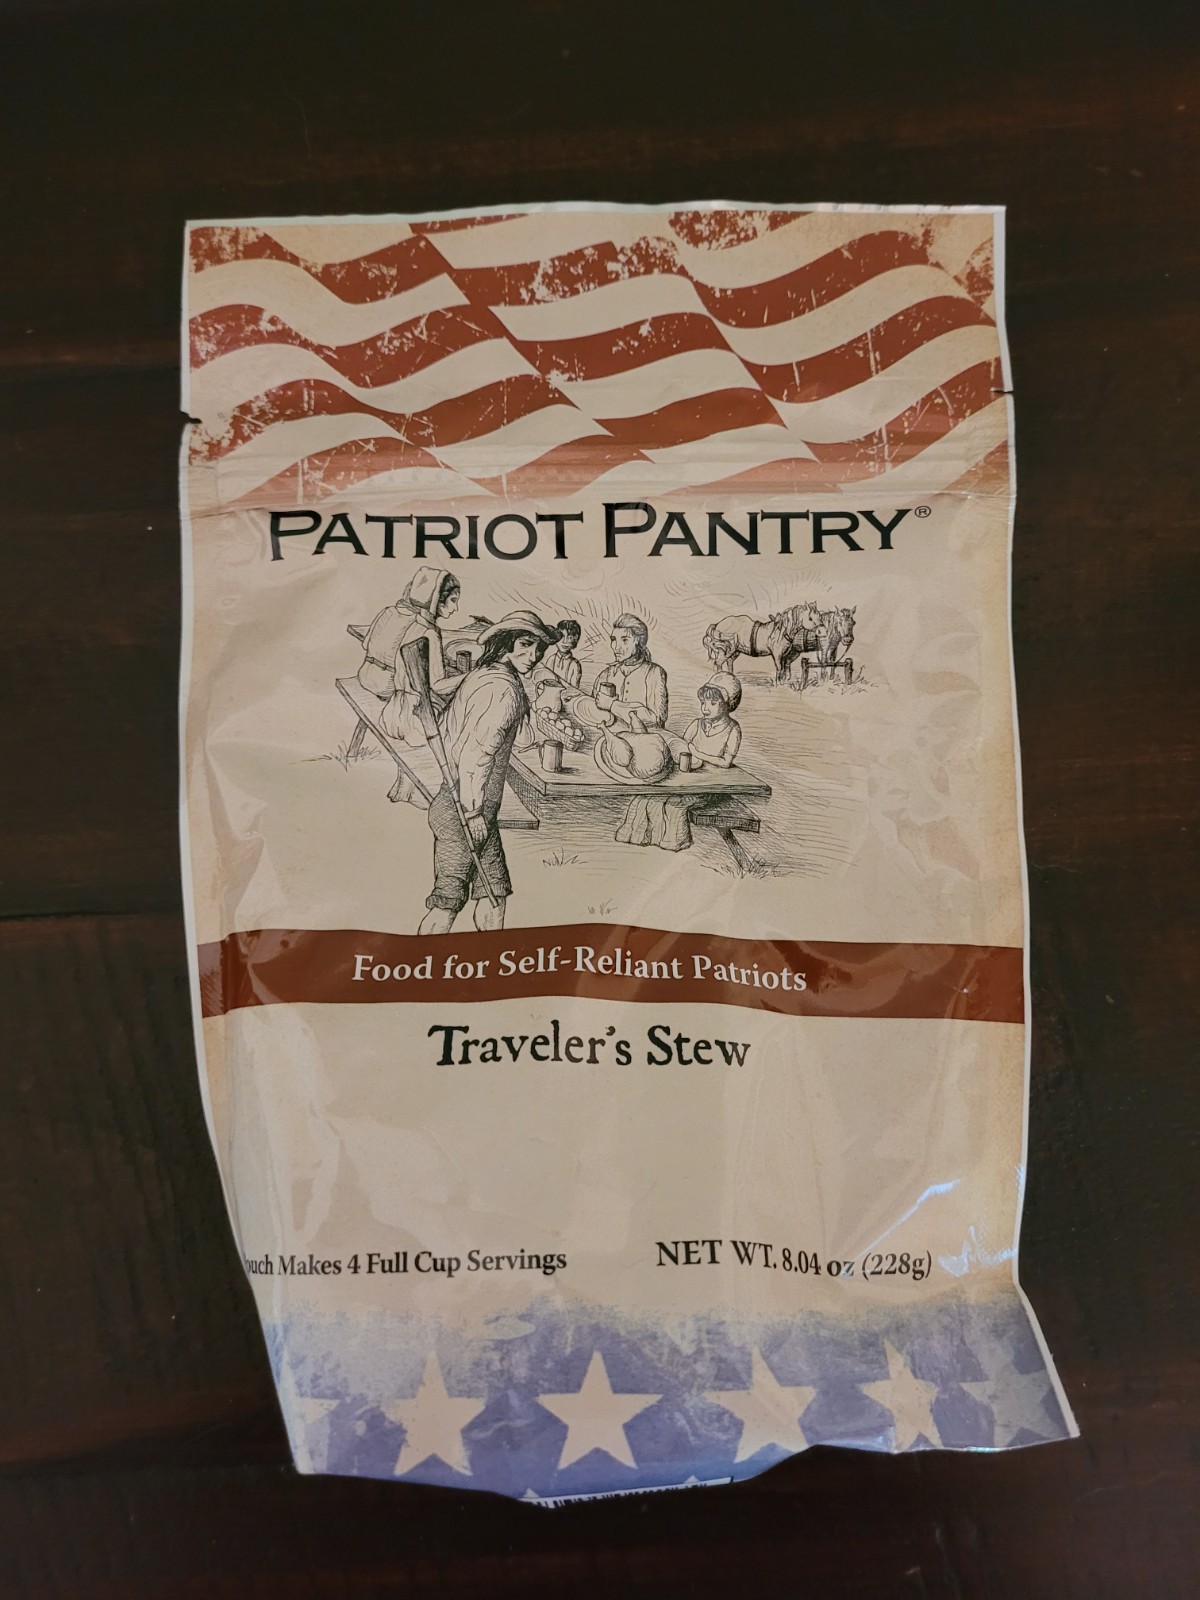 PATRIOT PANTRY®
Food for Self-Reliant Patriots
Traveler's Stew
Makes 4 Full Cup Servings
NET WT. 8.04 oz (228g)